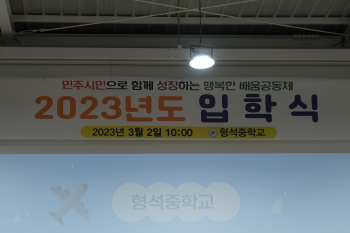 민주시민으로 함께 성장하는 행복한 배움공동체
2023년도 입학식
2023년 3월 2일 10:00 형석중학교
형석중학교